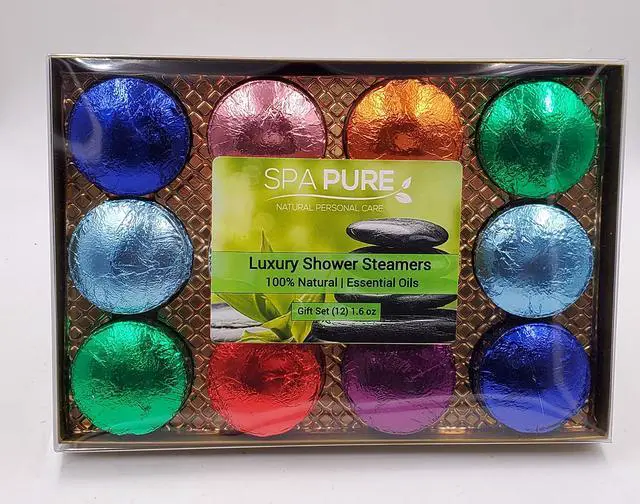 SPA PURE
NATURAL PERSONAL CARE
Luxury Shower Steamers
100% Natural | Essential Oils
Gift Set (12) 1.6 oz